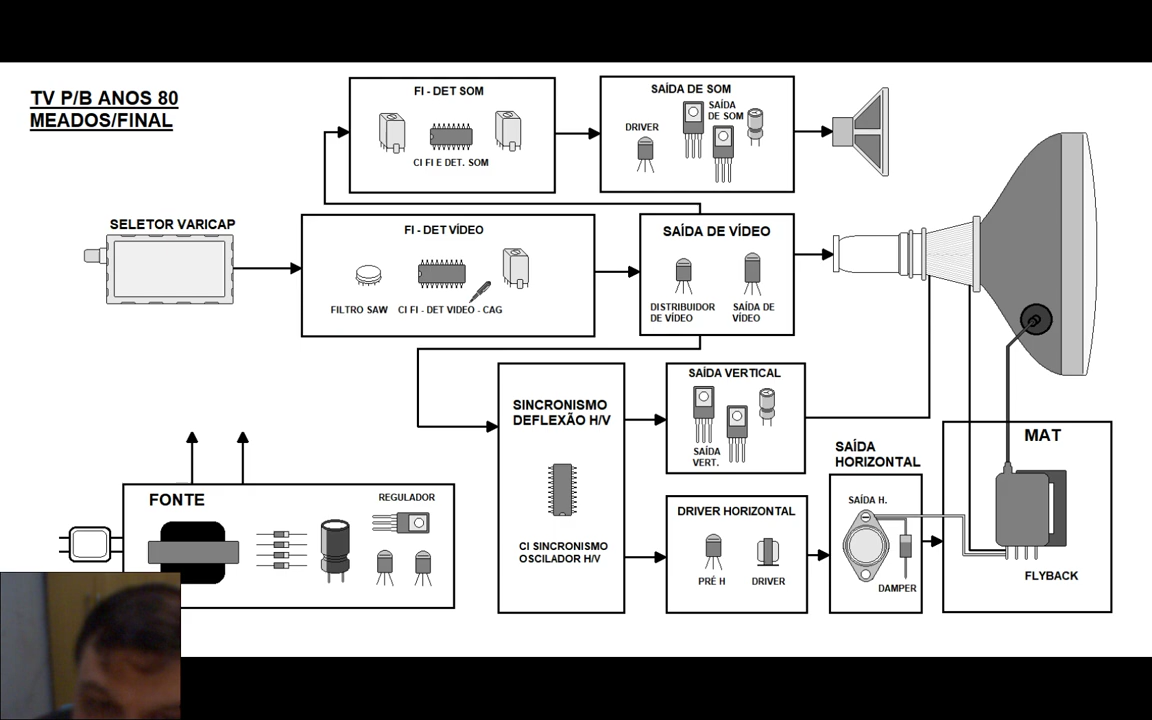 TV P/B ANOS 80
MEADOS/FINAL
FI - DET SOM
CI FI E DET. SOM
SAÍDA DE SOM
DRIVER
SAÍDA
DE SOM
SELETOR VARICAP
FI - DET VÍDEO
FILTRO SAW
CI FI - DET VIDEO - CAG
SAÍDA DE VÍDEO
DISTRIBUIDOR
DE VÍDEO
SAÍDA DE
VÍDEO
SINCRONISMO
DEFLEXÃO H/V
CI SINCRONISMO
OSCILADOR H/V
SAÍDA VERTICAL
SAÍDA
VERT.
DRIVER HORIZONTAL
PRÉ H
DRIVER
SAÍDA
HORIZONTAL
SAÍDA H.
DAMPER
MAT
FLYBACK
FONTE
REGULADOR